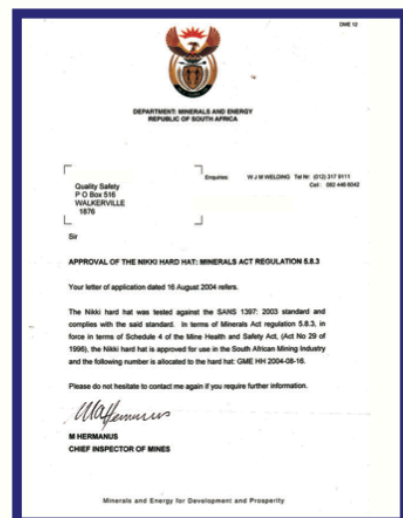 DME 12
DEPARTMENT: MINERALS AND ENERGY
REPUBLIC OF SOUTH AFRICA
Enquiries: W J M WELDING Tel Nr: (012) 317 9111
Cell: 082 446 6042
Quality Safety
P O Box 516
WALKERVILLE
1876
Sir
APPROVAL OF THE NIKKI HARD HAT: MINERALS ACT REGULATION 5.8.3
Your letter of application dated 16 August 2004 refers.
The Nikki hard hat was tested against the SANS 1397: 2003 standard and
complies with the said standard. In terms of Minerals Act regulation 5.8.3, in
force in terms of Schedule 4 of the Mine Health and Safety Act, (Act No 29 of
1996), the Nikki hard hat is approved for use in the South African Mining Industry
and the following number is allocated to the hard hat: GME HH 2004-08-16.
Please do not hesitate to contact me again if you require further information.
M HERMANUS
CHIEF INSPECTOR OF MINES
Minerals and Energy for Development and Prosperity